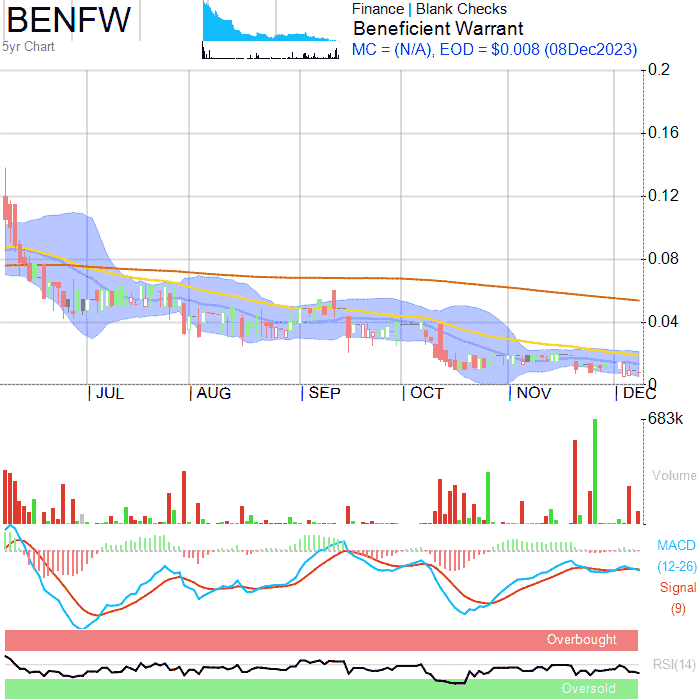 BENFW
5yr Chart
Finance | Blank Checks
Beneficient Warrant
MC = (N/A), EOD = $0.008 (08Dec2023)
0.2
0.16
0.12
0.08
0.04
0
JUL AUG SEP OCT NOV DEC
683k
Volume
MACD
(12-26)
Signal
(9)
Overbought
RSI(14)
Oversold